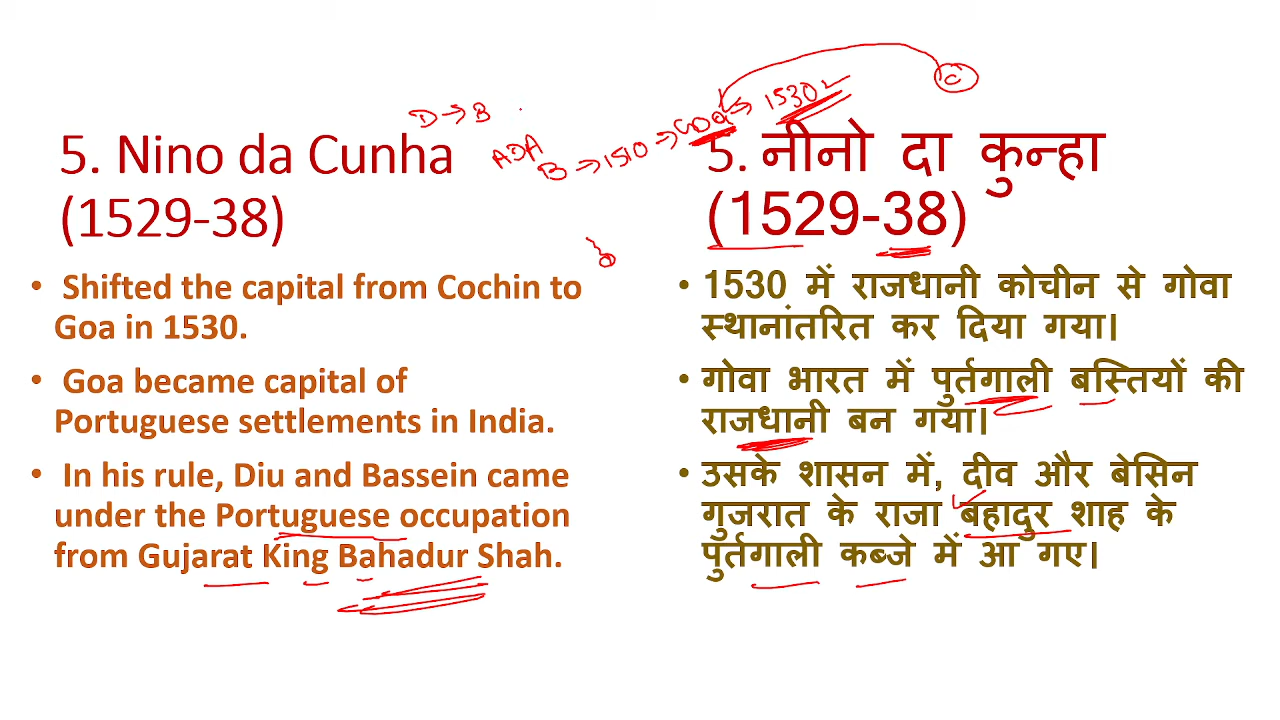 D → B
ADA
B → 1510 → Goa → 1530
C
5. Nino da Cunha
(1529-38)
• Shifted the capital from Cochin to
Goa in 1530.
• Goa became capital of
Portuguese settlements in India.
• In his rule, Diu and Bassein came
under the Portuguese occupation
from Gujarat King Bahadur Shah.
5. नीनो दा कुन्हा
(1529-38)
• 1530 में राजधानी कोचीन से गोवा
स्थानांतरित कर दिया गया।
• गोवा भारत में पुर्तगाली बस्तियों की
राजधानी बन गया।
• उसके शासन में, दीव और बेसिन
गुजरात के राजा बहादुर शाह के
पुर्तगाली कब्जे में आ गए।